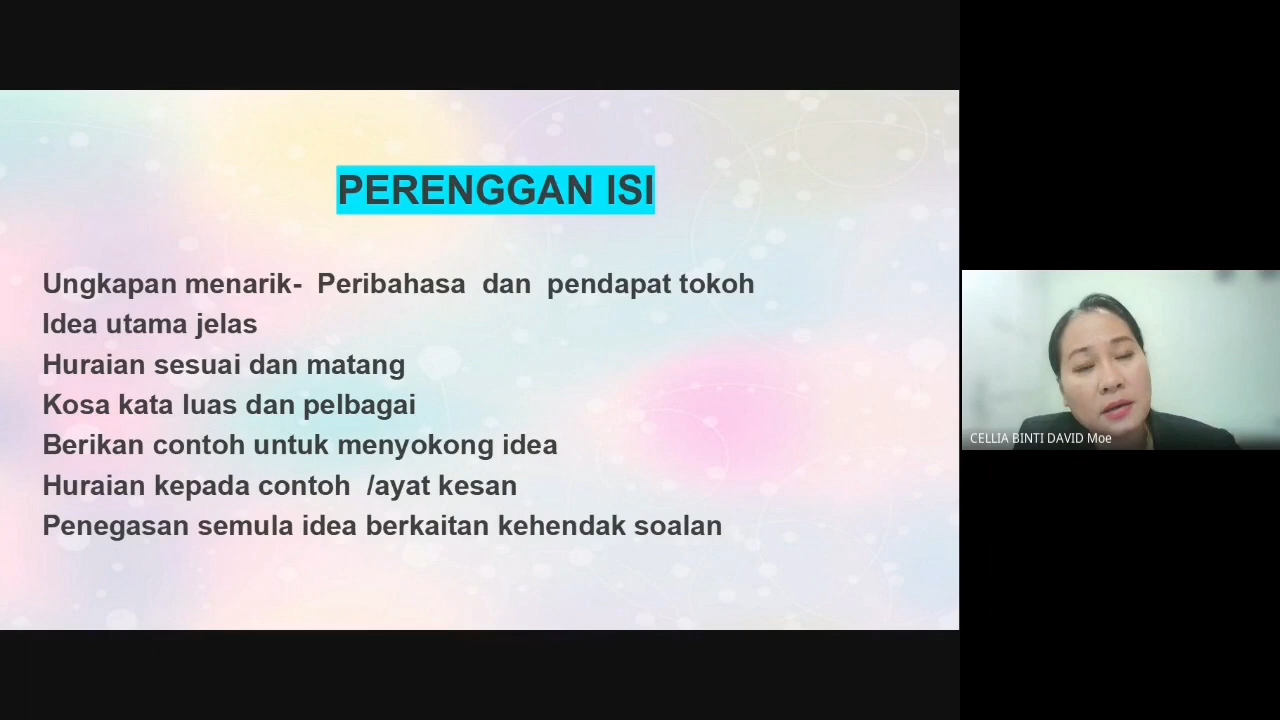 PERENGGAN ISI
Ungkapan menarik-  Peribahasa  dan  pendapat tokoh
Idea utama jelas
Huraian sesuai dan matang
Kosa kata luas dan pelbagai
Berikan contoh untuk menyokong idea
Huraian kepada contoh  /ayat kesan
Penegasan semula idea berkaitan kehendak soalan
CELLIA BINTI DAVID Moe